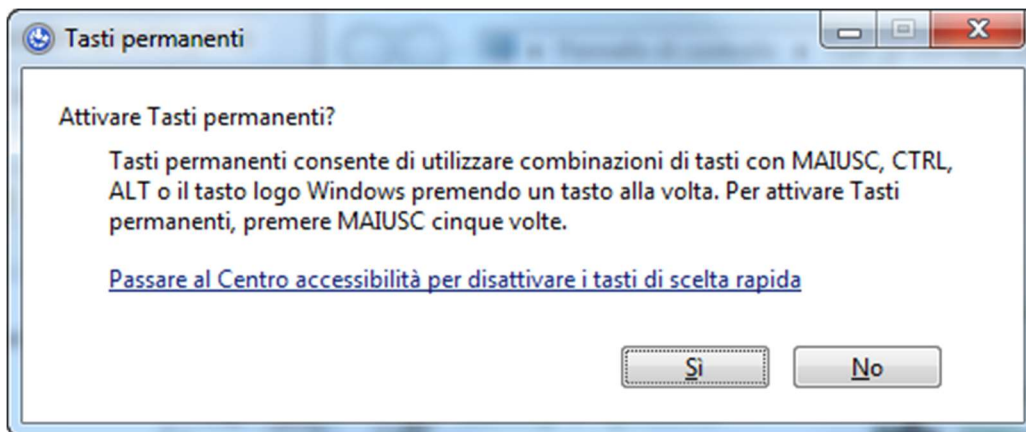 Tasti permanenti
Attivare Tasti permanenti?
Tasti permanenti consente di utilizzare combinazioni di tasti con MAIUSC, CTRL,
ALT o il tasto logo Windows premendo un tasto alla volta. Per attivare Tasti
permanenti, premere MAIUSC cinque volte.
Passare al Centro accessibilità per disattivare i tasti di scelta rapida
Sì
No